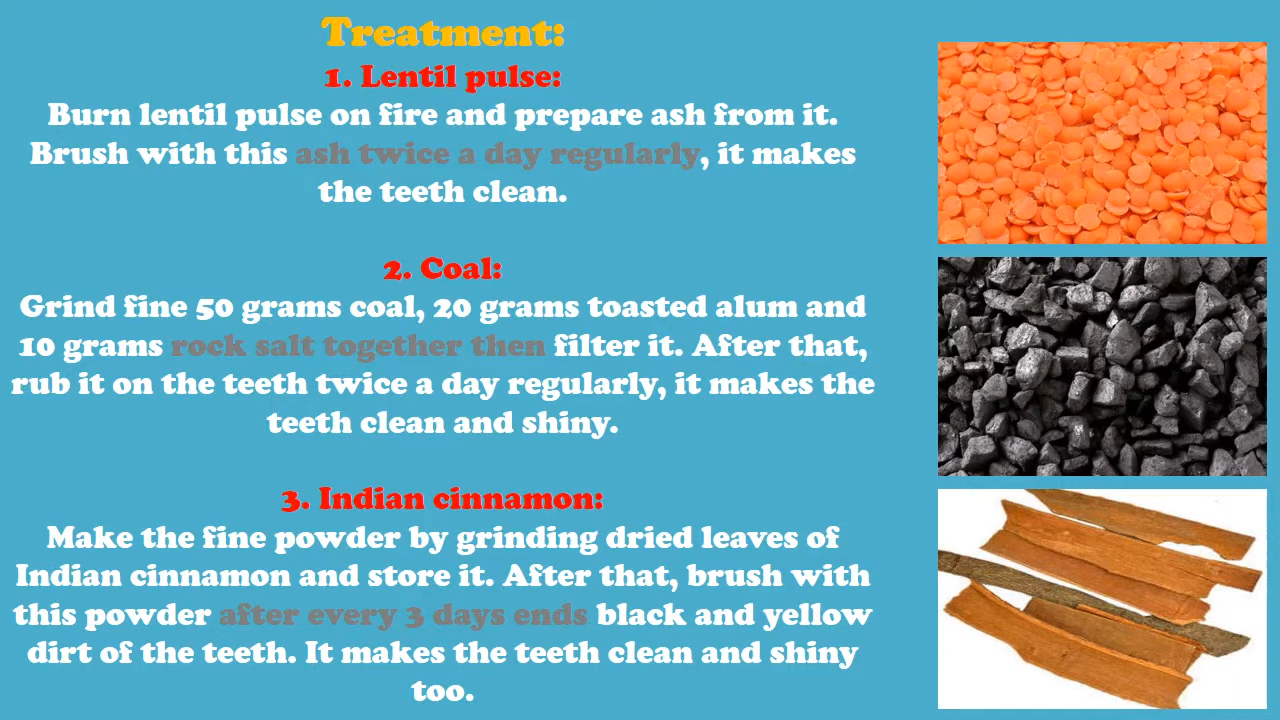 Treatment:
1. Lentil pulse:
Burn lentil pulse on fire and prepare ash from it.
Brush with this ash twice a day regularly, it makes
the teeth clean.
2. Coal:
Grind fine 50 grams coal, 20 grams toasted alum and
10 grams rock salt together then filter it. After that,
rub it on the teeth twice a day regularly, it makes the
teeth clean and shiny.
3. Indian cinnamon:
Make the fine powder by grinding dried leaves of
Indian cinnamon and store it. After that, brush with
this powder after every 3 days ends black and yellow
dirt of the teeth. It makes the teeth clean and shiny
too.